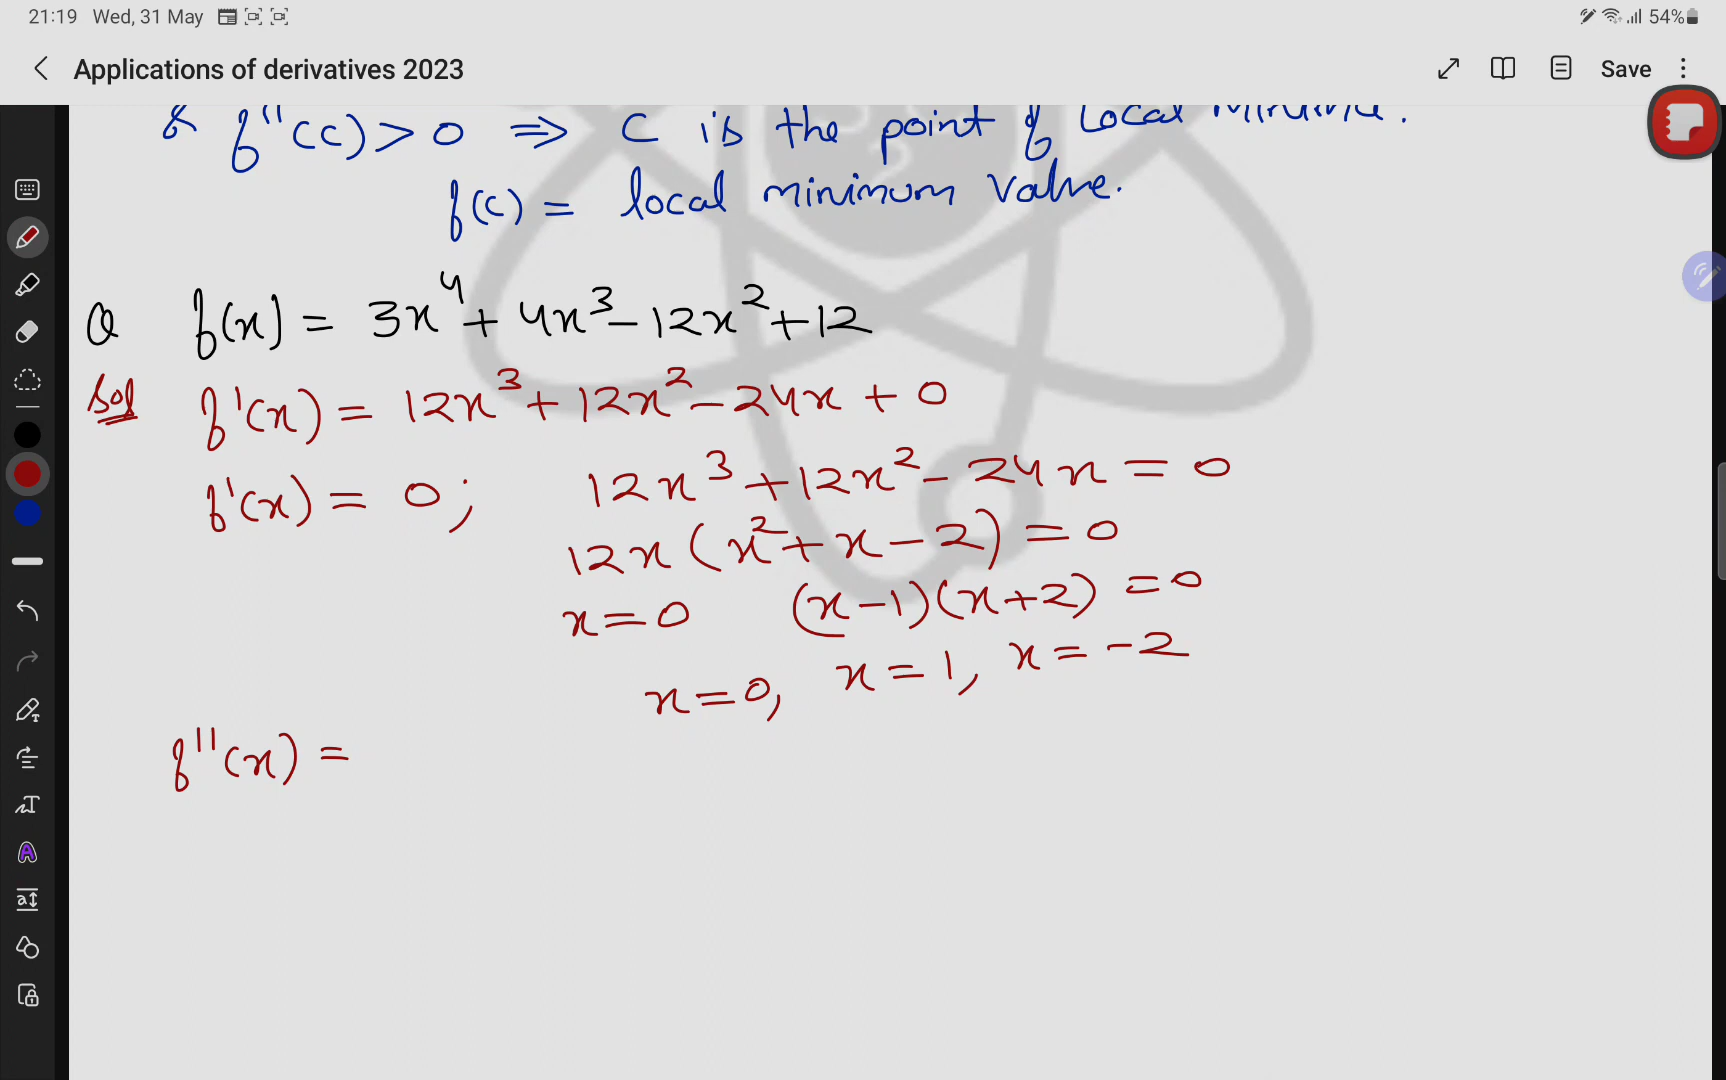 21:19 Wed, 31 May 54%
Applications of derivatives 2023 Save
& f''(c) > 0 ⇒ C is the point of Local minima.
f(c) = local minimum value.
Q f(x) = 3x⁴ + 4x³ - 12x² + 12
Sol f'(x) = 12x³ + 12x² - 24x + 0
f'(x) = 0; 12x³ + 12x² - 24x = 0
12x (x² + x - 2) = 0
x = 0 (x - 1)(x + 2) = 0
x = 0, x = 1, x = -2
f''(x) =